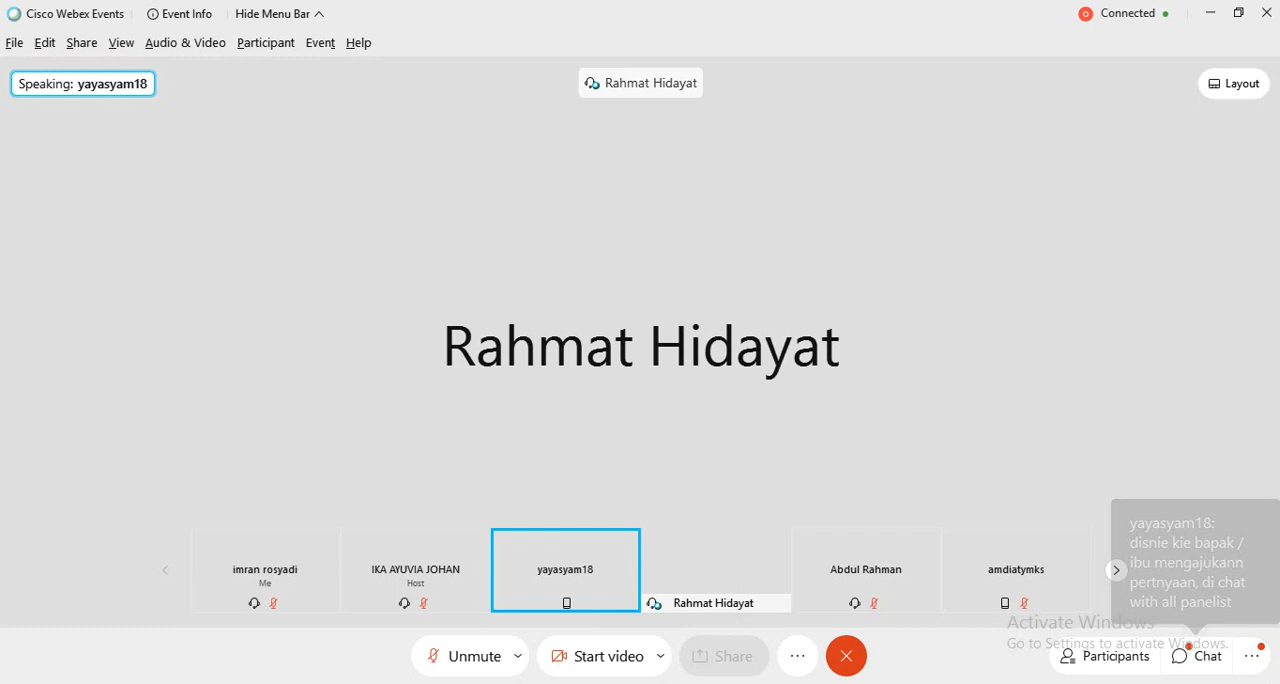 Cisco Webex Events Event Info Hide Menu Bar Connected
File Edit Share View Audio & Video Participant Event Help
Speaking: yayasyam18 Rahmat Hidayat Layout
Rahmat Hidayat
imran rosyadi
Me
IKA AYUVIA JOHAN
Host
yayasyam18
Rahmat Hidayat
Abdul Rahman
amdiatymks
yayasyam18:
disnie kie bapak /
ibu mengajukann
pertnyaan, di chat
with all panelist
Activate Windows
Go to Settings to activate Windows.
Unmute Start video Share Participants Chat